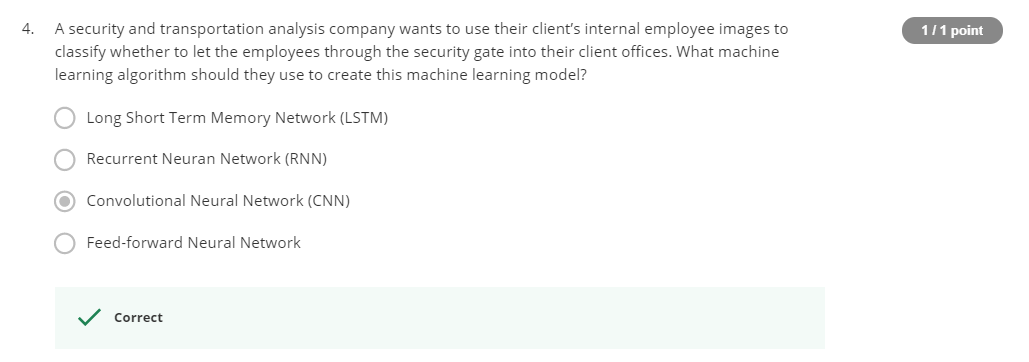 4. A security and transportation analysis company wants to use their client's internal employee images to
1 / 1 point
classify whether to let the employees through the security gate into their client offices. What machine
learning algorithm should they use to create this machine learning model?
Long Short Term Memory Network (LSTM)
Recurrent Neuran Network (RNN)
Convolutional Neural Network (CNN)
Feed-forward Neural Network
Correct